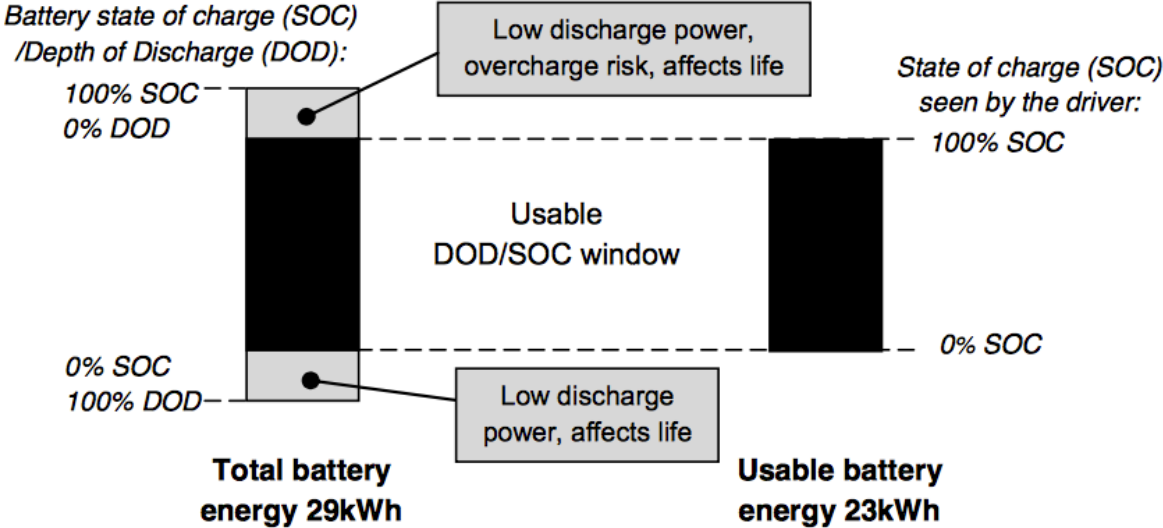 Battery state of charge (SOC)
/Depth of Discharge (DOD):
100% SOC
0% DOD
0% SOC
100% DOD
Low discharge power,
overcharge risk, affects life
Usable
DOD/SOC window
Low discharge
power, affects life
State of charge (SOC)
seen by the driver:
100% SOC
0% SOC
Total battery
energy 29kWh
Usable battery
energy 23kWh